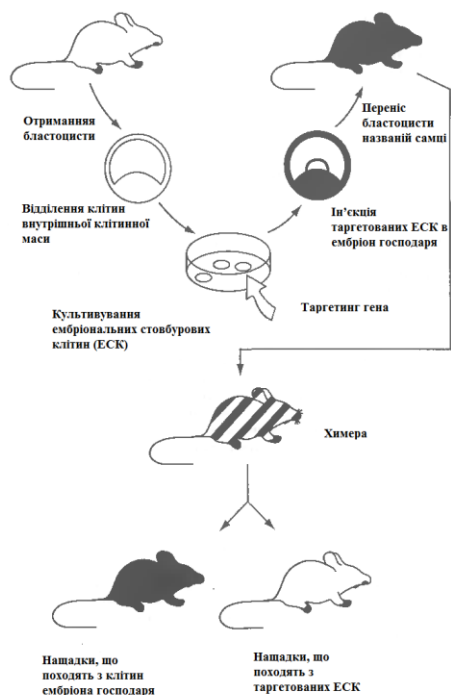 Отриманняя
бластоцисти
Переніс
бластоцисти
названій самці
Відділення клітин
внутрішньої клітинної
маси
Ін’єкція
таргетованих ЕСК в
ембріон господаря
Культивування
ембріональних стовбурових
клітин (ЕСК)
Таргетинг гена
Химера
Нащадки, що
походять з клітин
ембріона господаря
Нащадки, що
походять з
таргетованих ЕСК